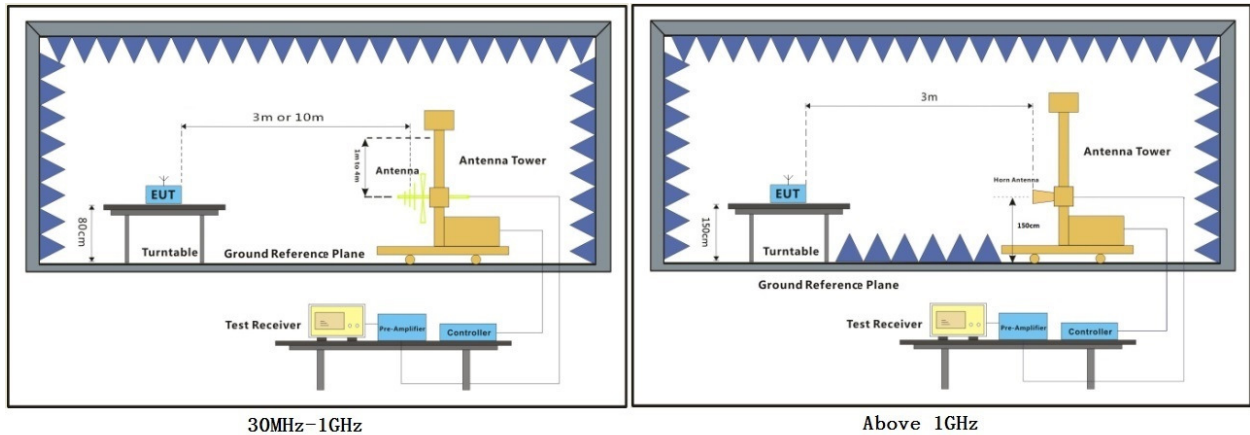 3m or 10m
1m to 4m
Antenna
Antenna Tower
EUT
80cm
Turntable
Ground Reference Plane
Test Receiver
Pre-Amplifier
Controller
30MHz-1GHz
3m
Antenna Tower
Horn Antenna
EUT
150cm
150cm
Turntable
Ground Reference Plane
Test Receiver
Pre-Amplifier
Controller
Above 1GHz